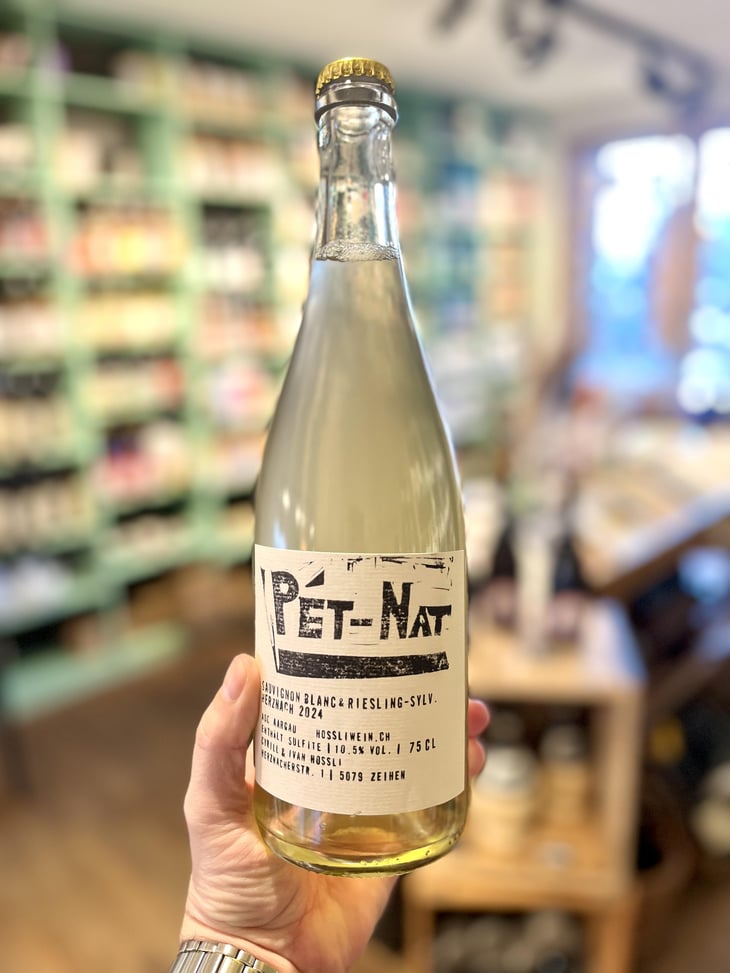 PÉT-NAT
SAUVIGNON BLANC & RIESLING-SYLV.
HERZNACH 2024
AOC AARGAU HOSSLIWEIN.CH
ENTHÄLT SULFITE | 10.5% VOL. | 75 CL
CYRILL & IVAN HOSSLI
HERZNACHERSTR. 1 | 5079 ZEIHEN